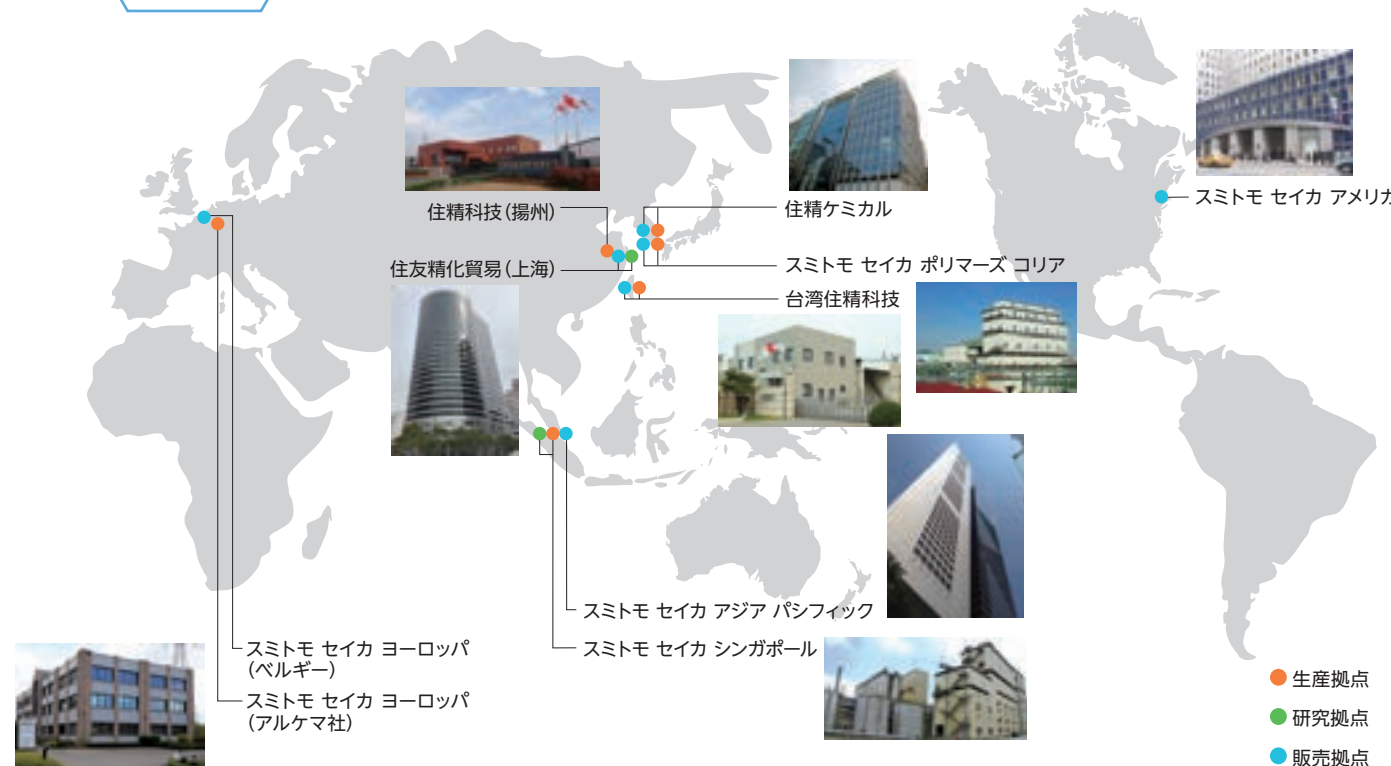 住精科技(揚州)
住友精化貿易(上海)
住精ケミカル
スミトモ セイカ ポリマーズ コリア
台湾住精科技
スミトモ セイカ アメリカ
スミトモ セイカ アジア パシフィック
スミトモ セイカ シンガポール
スミトモ セイカ ヨーロッパ
(ベルギー)
スミトモ セイカ ヨーロッパ
(アルケマ社)
生産拠点
研究拠点
販売拠点